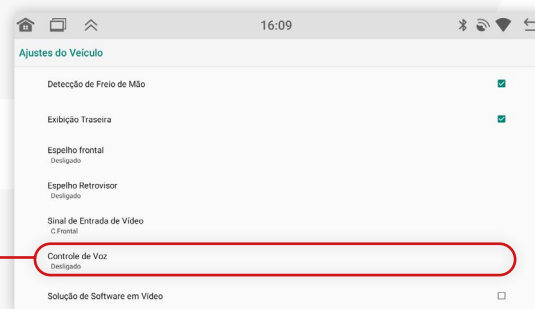 16:09
Ajustes do Veículo
Detecção de Freio de Mão
Exibição Traseira
Espelho frontal
Desligado
Espelho Retrovisor
Desligado
Sinal de Entrada de Vídeo
C.Frontal
Controle de Voz
Desligado
Solução de Software em Vídeo